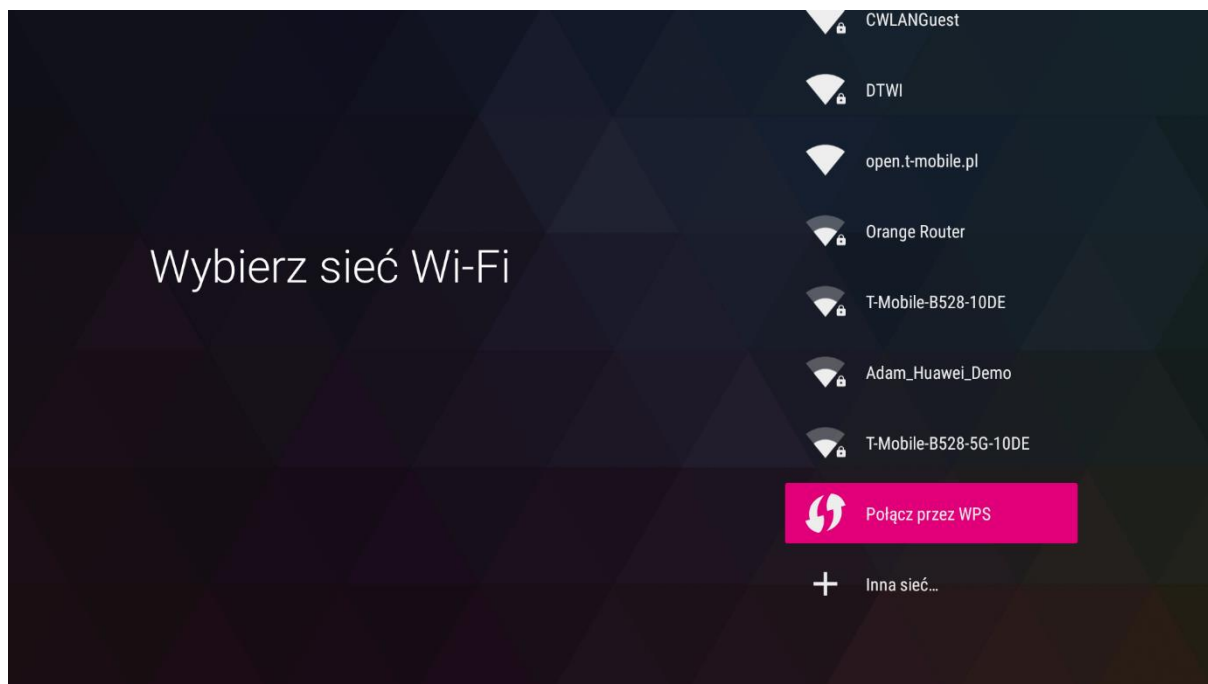 CWLANGuest
DTWI
open.t-mobile.pl
Orange Router
Wybierz sieć Wi-Fi
T-Mobile-B528-10DE
Adam_Huawei_Demo
T-Mobile-B528-5G-10DE
Połącz przez WPS
Inna sieć...